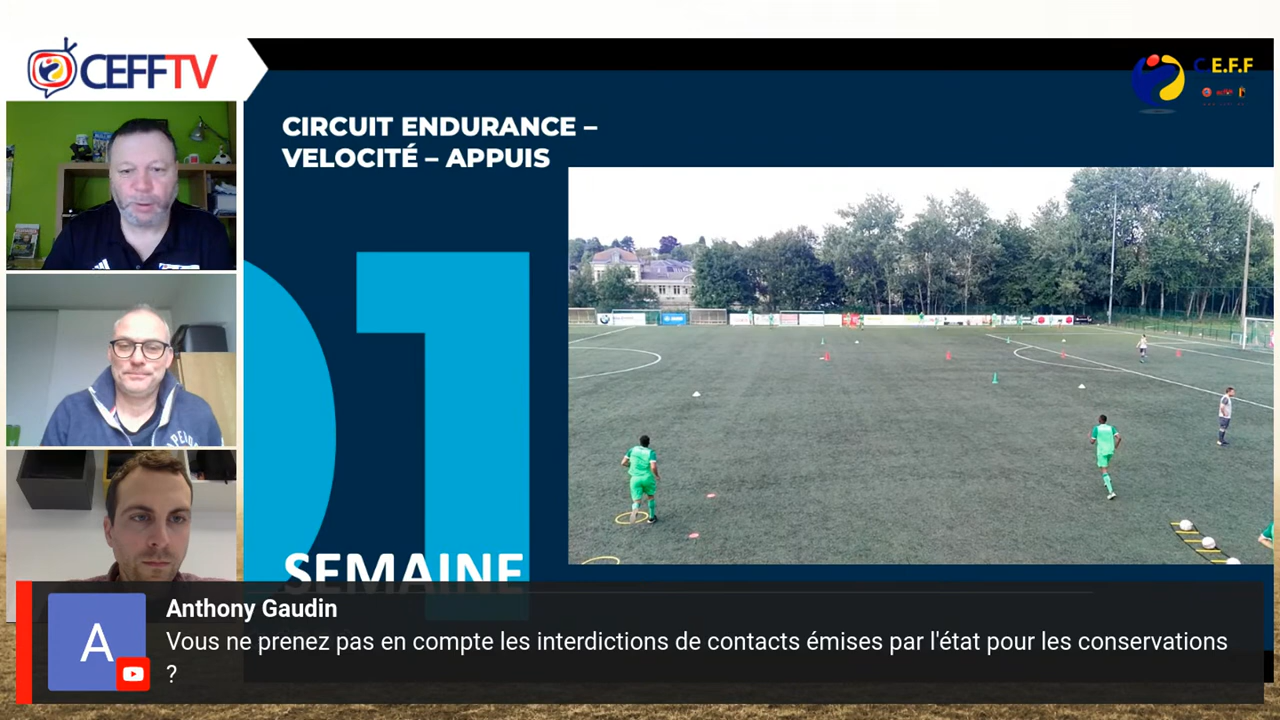 CEFFTV
C.E.F.F
CIRCUIT ENDURANCE –
VELOCITÉ – APPUIS
01
SEMAINE
A
Anthony Gaudin
Vous ne prenez pas en compte les interdictions de contacts émises par l'état pour les conservations
?